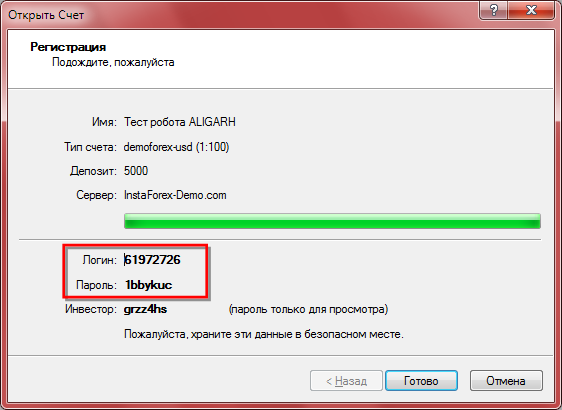 Открыть Счет
Регистрация
Подождите, пожалуйста
Имя: Тест робота ALIGARH
Тип счета: demoforex-usd (1:100)
Депозит: 5000
Сервер: InstaForex-Demo.com
Логин: 61972726
Пароль: 1bbykuc
Инвестор: grzz4hs (пароль только для просмотра)
Пожалуйста, храните эти данные в безопасном месте.
< Назад Готово Отмена